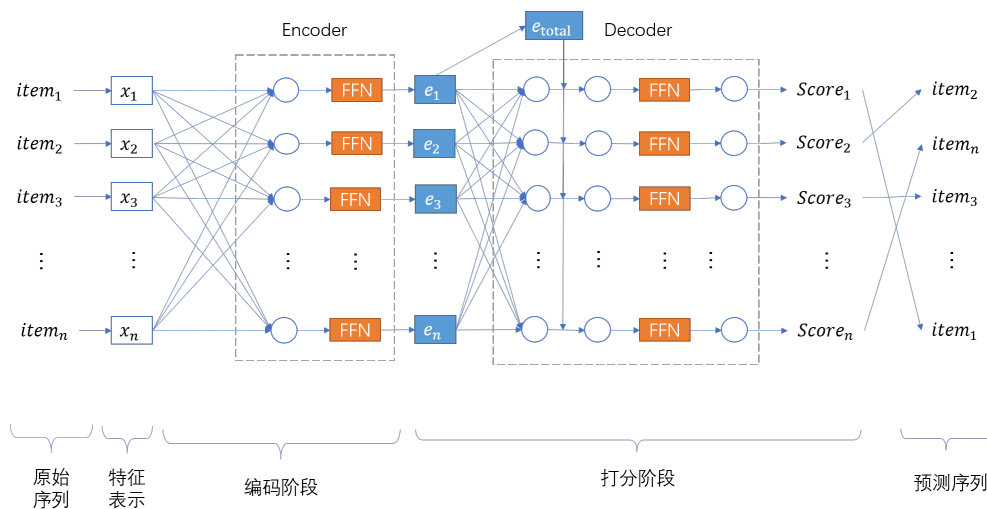 e_total
Encoder
Decoder
item_1 x_1 FFN e_1 FFN Score_1 item_2
item_2 x_2 FFN e_2 FFN Score_2 item_n
item_3 x_3 FFN e_3 FFN Score_3 item_3
⋮ ⋮ ⋮ ⋮ ⋮ ⋮ ⋮ ⋮ ⋮ ⋮ ⋮
item_n x_n FFN e_n FFN Score_n item_1
原始
序列
特征
表示
编码阶段
打分阶段
预测序列